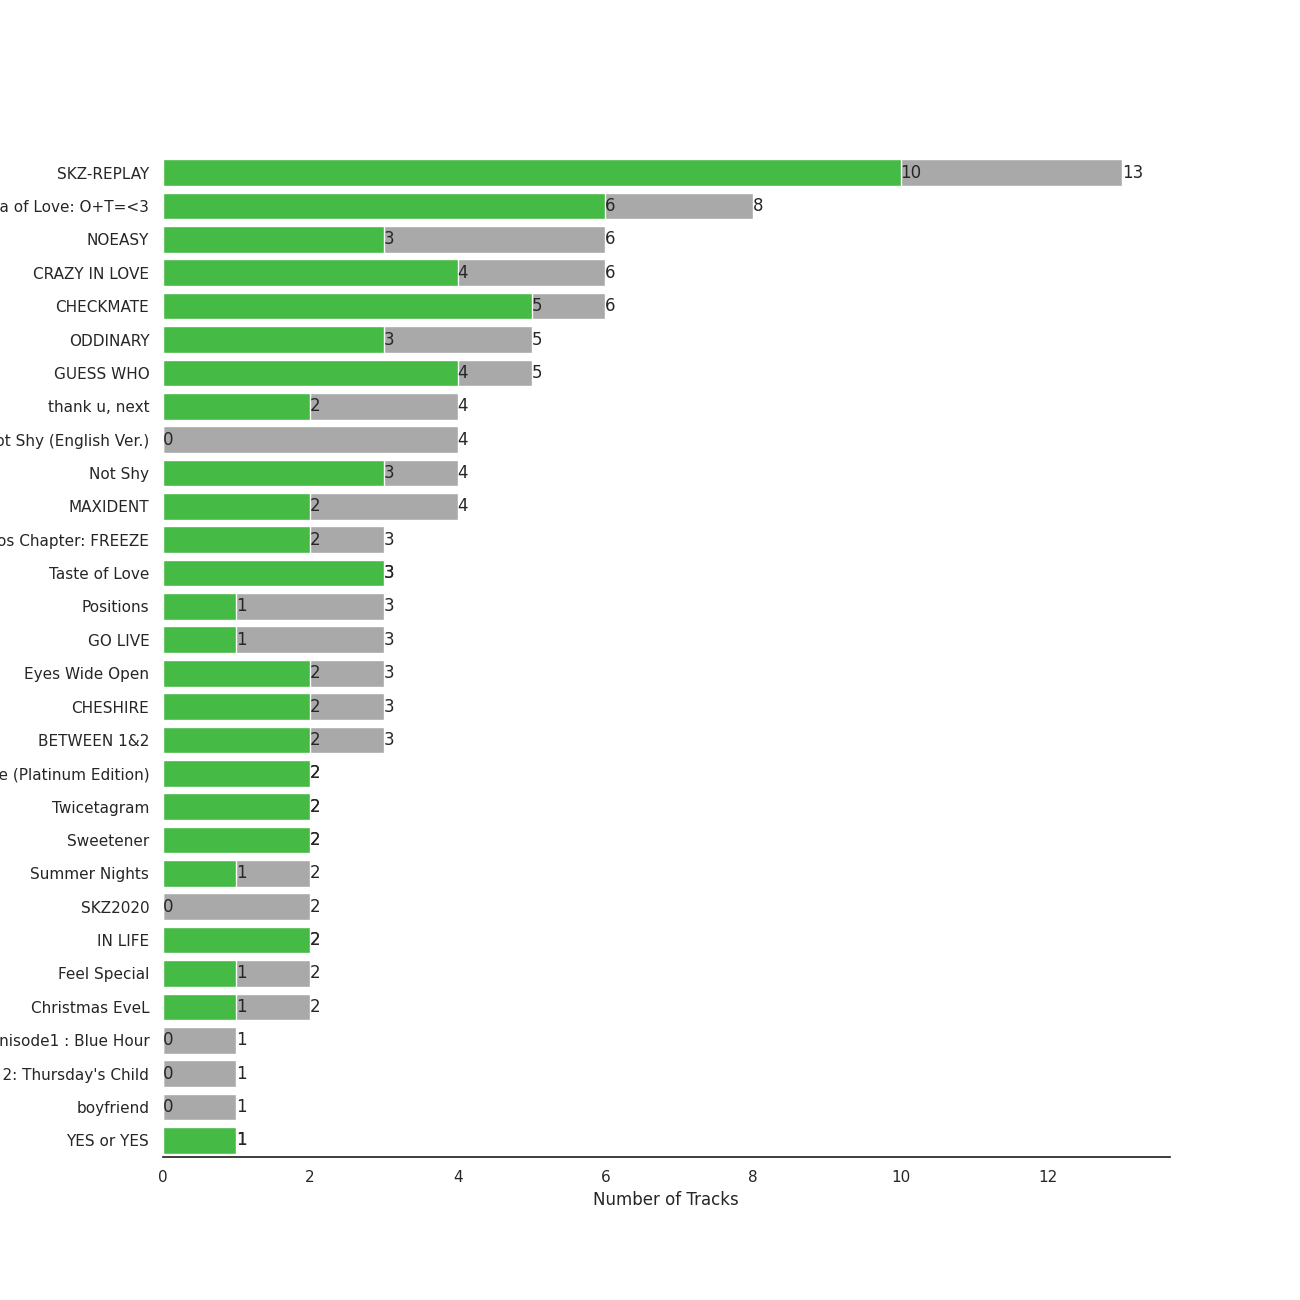 SKZ-REPLAY 10 13
a of Love: O+T=<3 6 8
NOEASY 3 6
CRAZY IN LOVE 4 6
CHECKMATE 5 6
ODDINARY 3 5
GUESS WHO 4 5
thank u, next 2 4
ot Shy (English Ver.) 0 4
Not Shy 3 4
MAXIDENT 2 4
os Chapter: FREEZE 2 3
Taste of Love 3
Positions 1 3
GO LIVE 1 3
Eyes Wide Open 2 3
CHESHIRE 2 3
BETWEEN 1&2 2 3
e (Platinum Edition) 2
Twicetagram 2
Sweetener 2
Summer Nights 1 2
SKZ2020 0 2
IN LIFE 2
Feel Special 1 2
Christmas EveL 1 2
nisode1 : Blue Hour 0 1
2: Thursday's Child 0 1
boyfriend 0 1
YES or YES 1
0 2 4 6 8 10 12
Number of Tracks